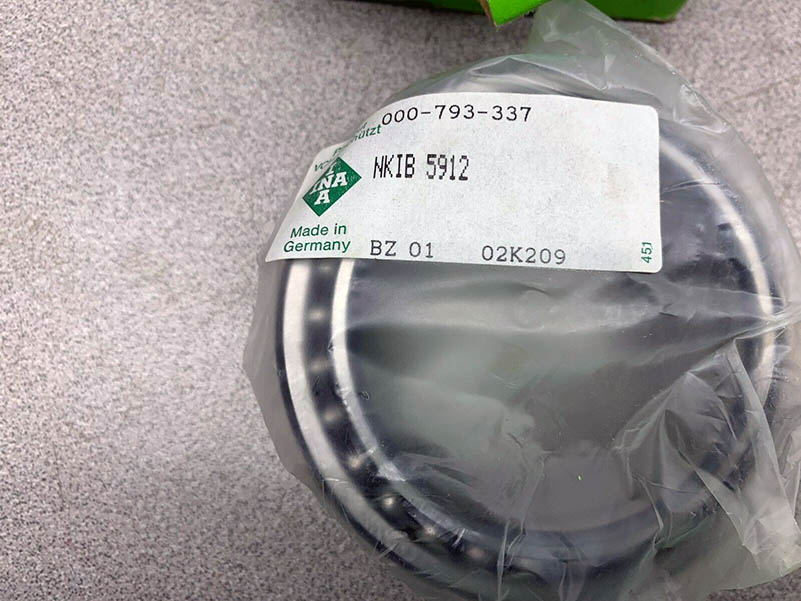 000-793-337
NKIB 5912
INA
Made in
Germany
BZ 01 02K209
451